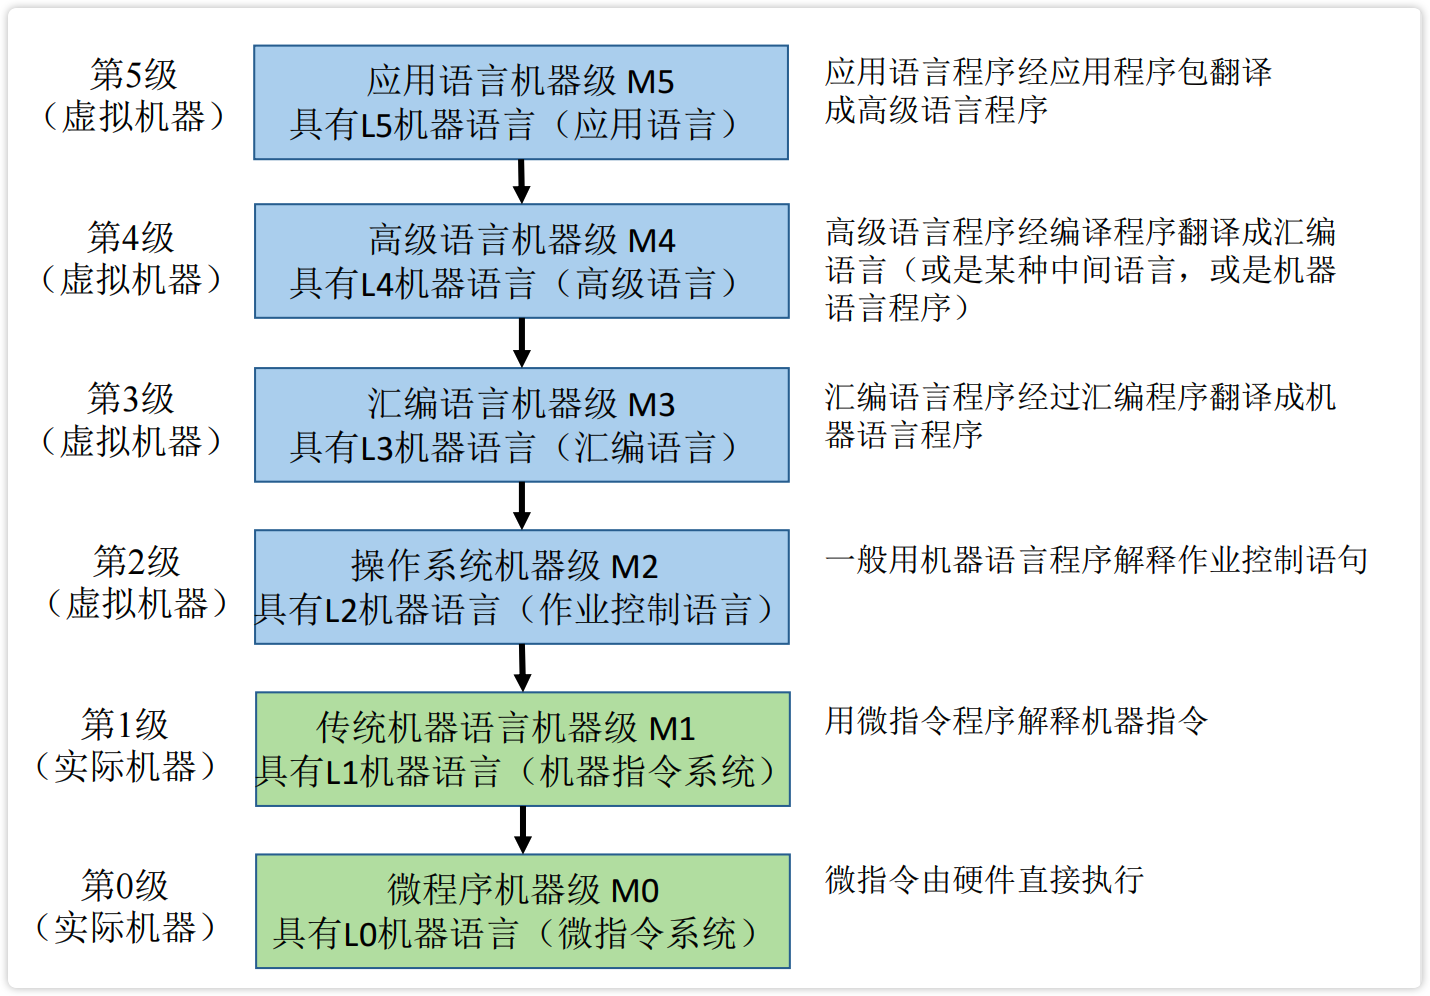 第5级
（虚拟机器）
应用语言机器级 M5
具有L5机器语言（应用语言）
应用语言程序经应用程序包翻译
成高级语言程序
第4级
（虚拟机器）
高级语言机器级 M4
具有L4机器语言（高级语言）
高级语言程序经编译程序翻译成汇编
语言（或是某种中间语言，或是机器
语言程序）
第3级
（虚拟机器）
汇编语言机器级 M3
具有L3机器语言（汇编语言）
汇编语言程序经过汇编程序翻译成机
器语言程序
第2级
（虚拟机器）
操作系统机器级 M2
具有L2机器语言（作业控制语言）
一般用机器语言程序解释作业控制语句
第1级
（实际机器）
传统机器语言机器级 M1
具有L1机器语言（机器指令系统）
用微指令程序解释机器指令
第0级
（实际机器）
微程序机器级 M0
具有L0机器语言（微指令系统）
微指令由硬件直接执行